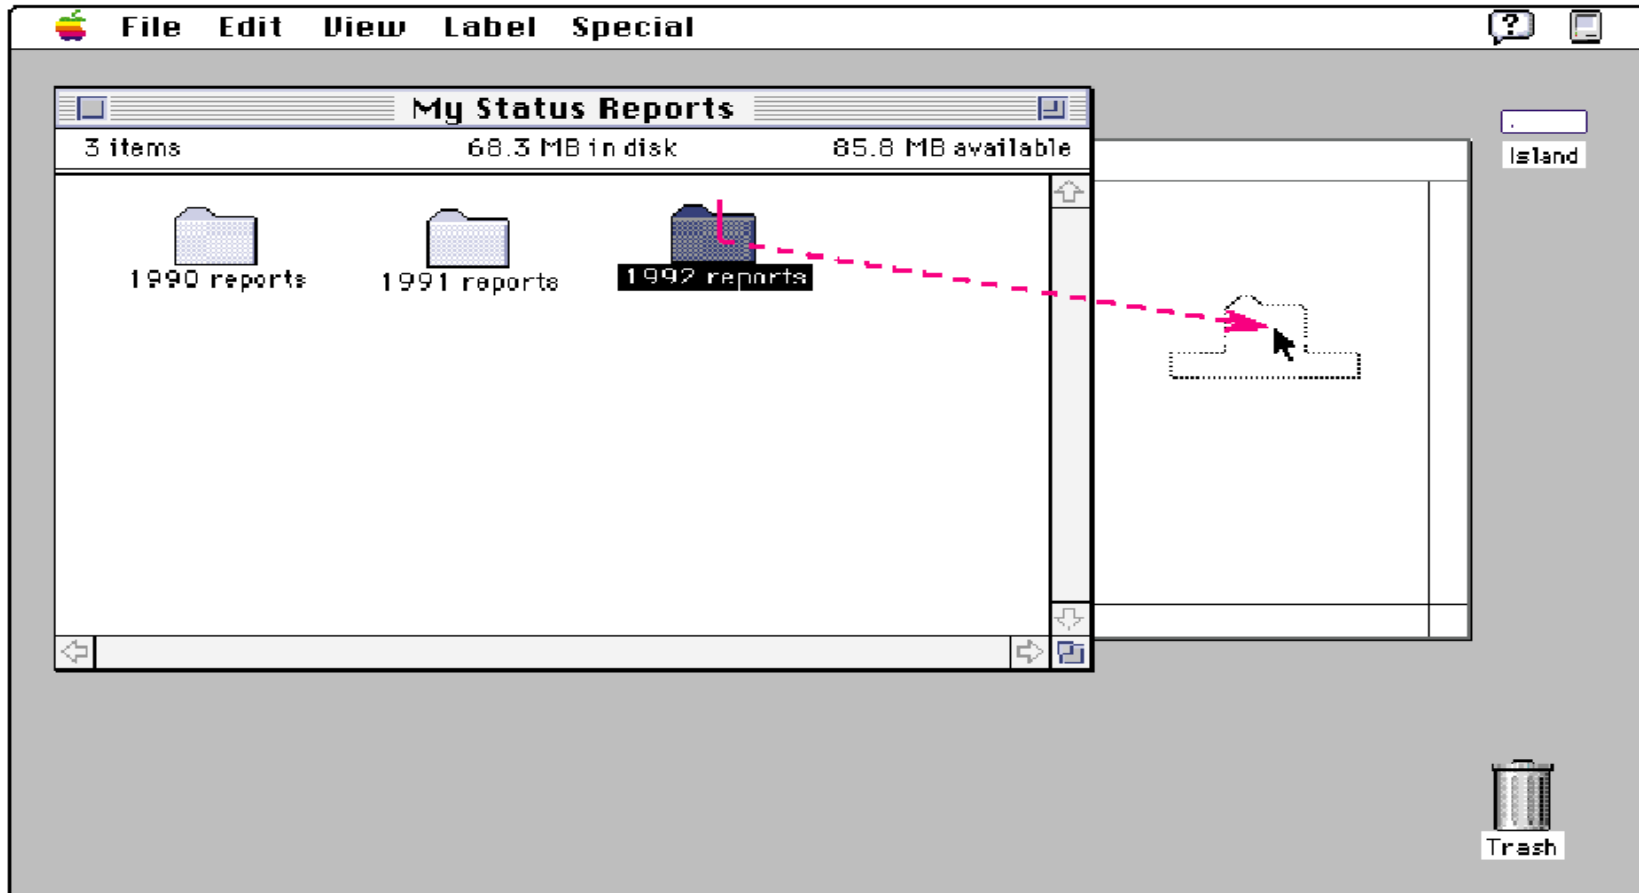 File Edit View Label Special
My Status Reports
3 items 68.3 MB in disk 85.8 MB available
Island
1990 reports 1991 reports 1992 reports
Trash